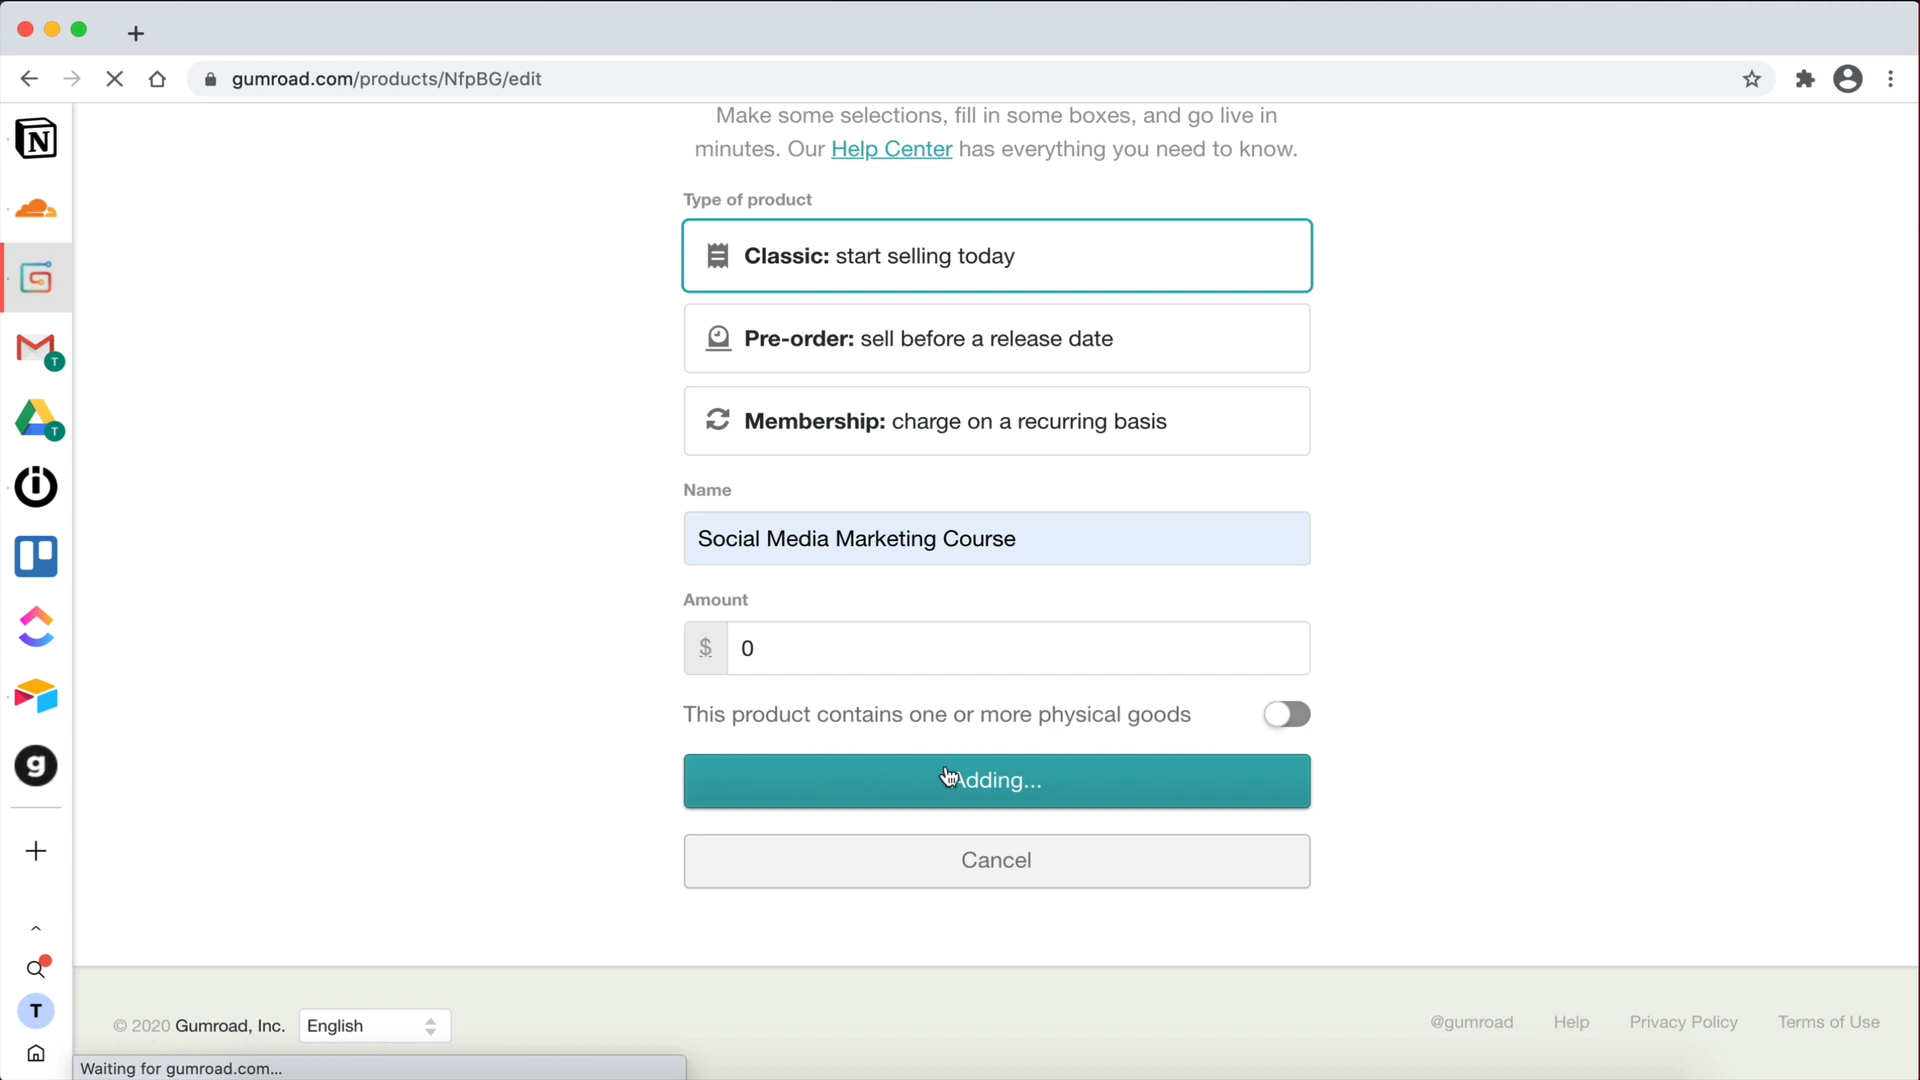 gumroad.com/products/NfpBG/edit
N
Make some selections, fill in some boxes, and go live in
minutes. Our Help Center has everything you need to know.
Type of product
Classic: start selling today
Pre-order: sell before a release date
T
Membership: charge on a recurring basis
T
Name
Social Media Marketing Course
Amount
$ 0
This product contains one or more physical goods
g
Adding...
Cancel
T
© 2020 Gumroad, Inc. English
@gumroad Help Privacy Policy Terms of Use
Waiting for gumroad.com...